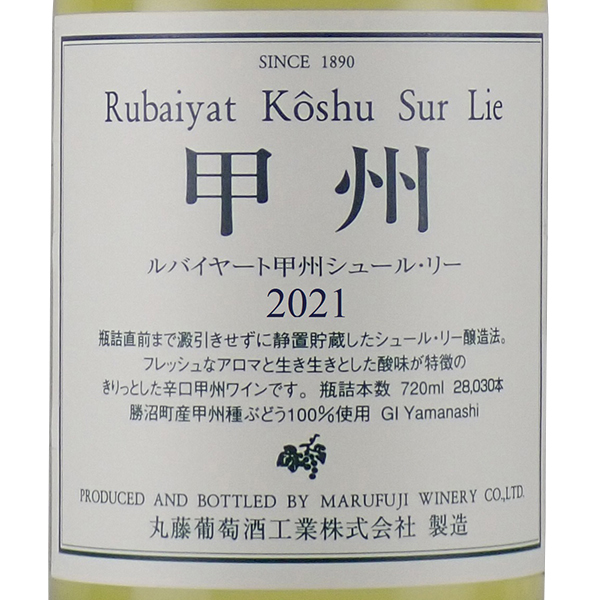 SINCE 1890
Rubaiyat Kôshu Sur Lie
甲州
ルバイヤート甲州シュール・リー
2021
瓶詰直前まで澱引きせずに静置貯蔵したシュール・リー醸造法。
フレッシュなアロマと生き生きとした酸味が特徴の
きりっとした辛口甲州ワインです。 瓶詰本数 720ml 28,030本
勝沼町産甲州種ぶどう100%使用 GI Yamanashi
PRODUCED AND BOTTLED BY MARUFUJI WINERY CO.,LTD.
丸藤葡萄酒工業株式会社 製造